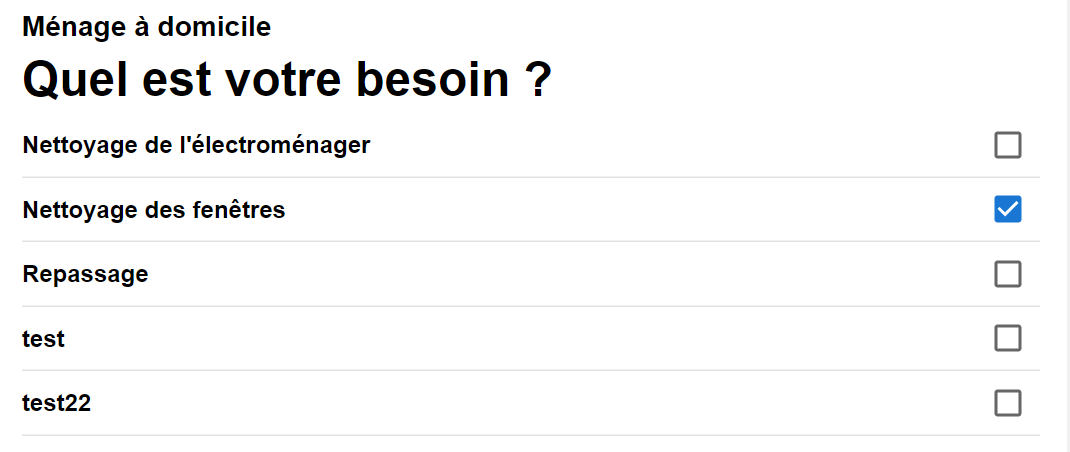 Ménage à domicile
Quel est votre besoin ?
Nettoyage de l'électroménager
Nettoyage des fenêtres
Repassage
test
test22